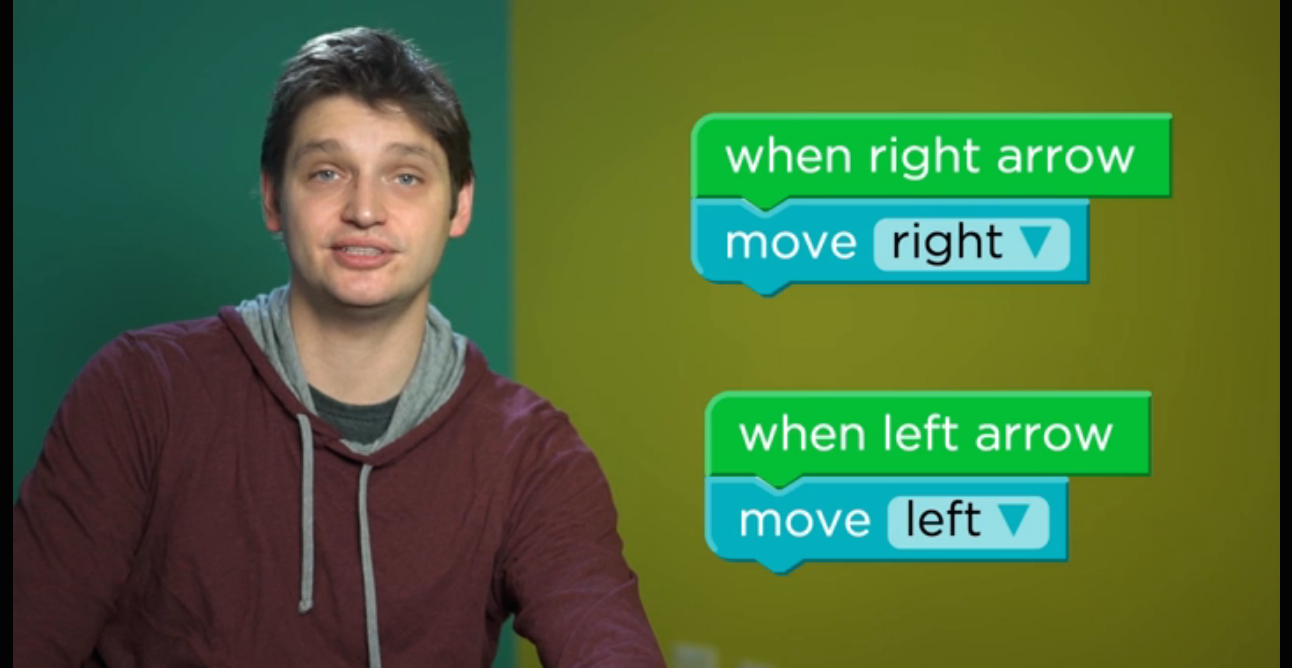 when right arrow
move right ▼
when left arrow
move left ▼